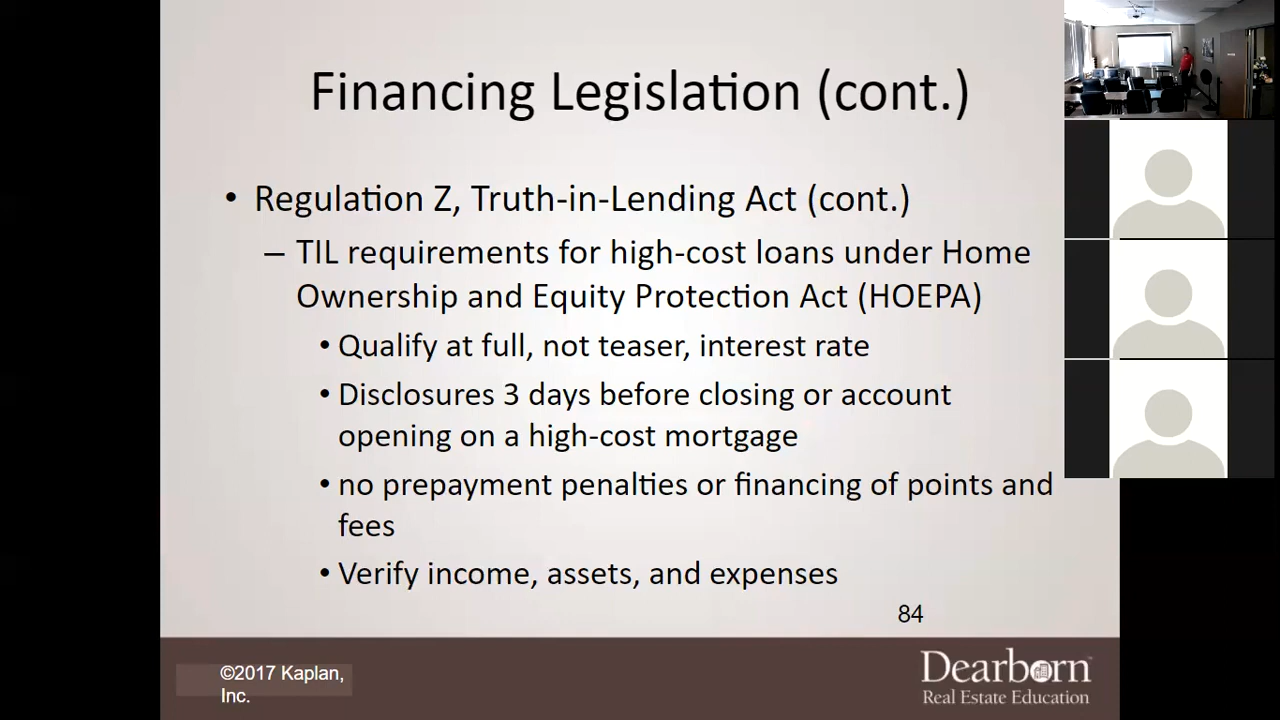 Financing Legislation (cont.)
• Regulation Z, Truth-in-Lending Act (cont.)
– TIL requirements for high-cost loans under Home
Ownership and Equity Protection Act (HOEPA)
• Qualify at full, not teaser, interest rate
• Disclosures 3 days before closing or account
opening on a high-cost mortgage
• no prepayment penalties or financing of points and
fees
• Verify income, assets, and expenses
84
©2017 Kaplan,
Inc.
Dearborn
Real Estate Education